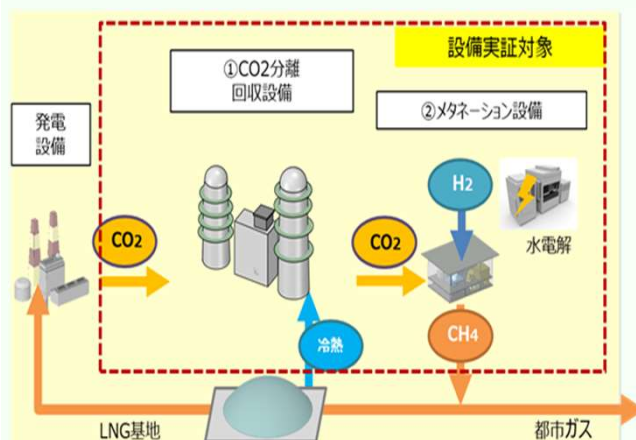 設備実証対象
①CO2分離
回収設備
②メタネーション設備
発電
設備
H2
CO2
CO2
水電解
冷熱
CH4
LNG基地
都市ガス